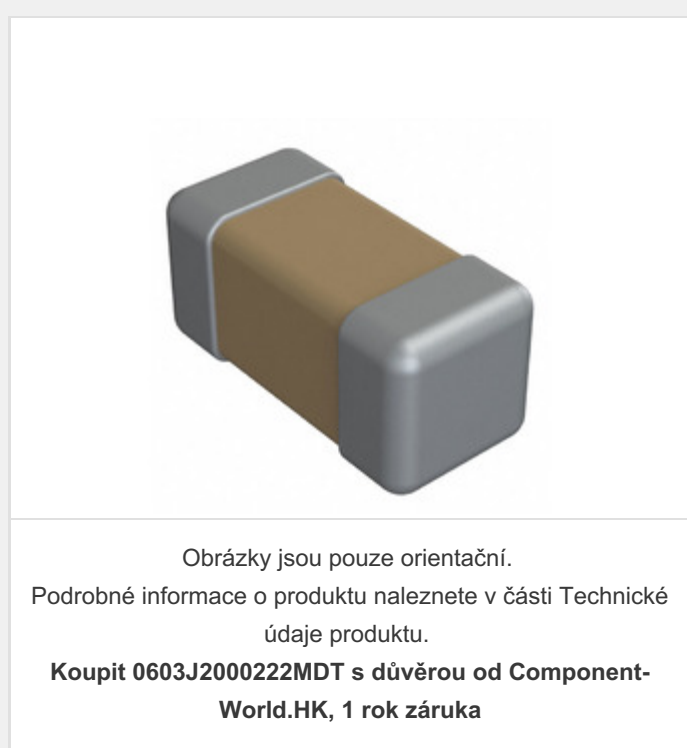 Obrázky jsou pouze orientační.
Podrobné informace o produktu naleznete v části Technické
údaje produktu.
Koupit 0603J2000222MDT s důvěrou od Component-
World.HK, 1 rok záruka